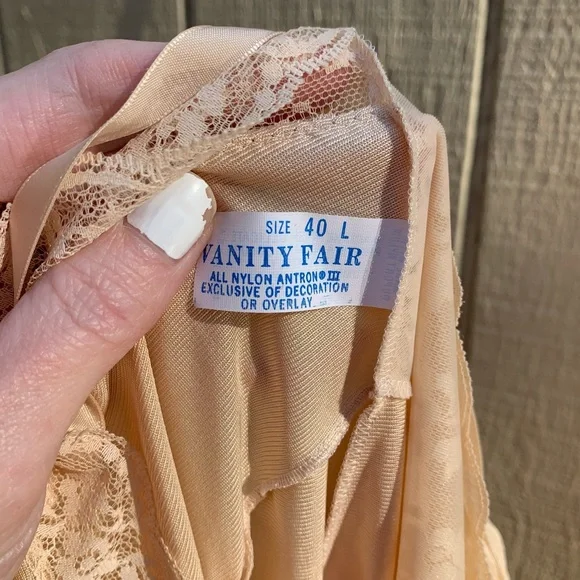 SIZE 40 L
VANITY FAIR
ALL NYLON ANTRON® III
EXCLUSIVE OF DECORATION
OR OVERLAY